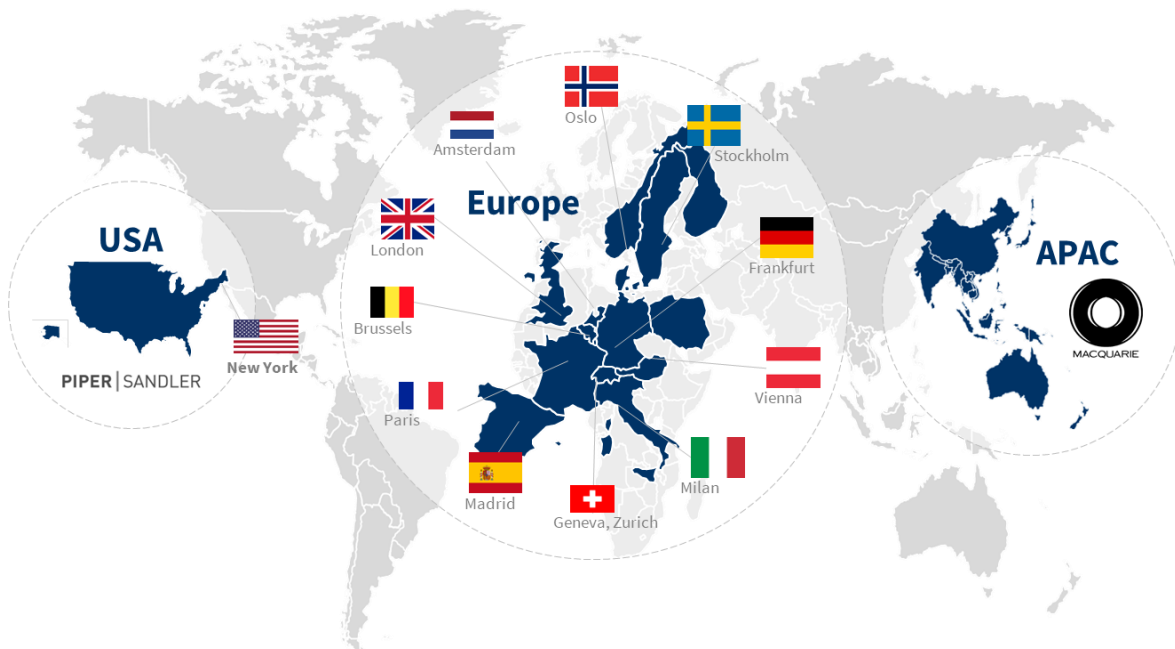 Oslo
Amsterdam
Stockholm
Europe
London
USA
Frankfurt
APAC
Brussels
MACQUARIE
New York
PIPER|SANDLER
Vienna
Paris
Milan
Madrid
Geneva, Zurich